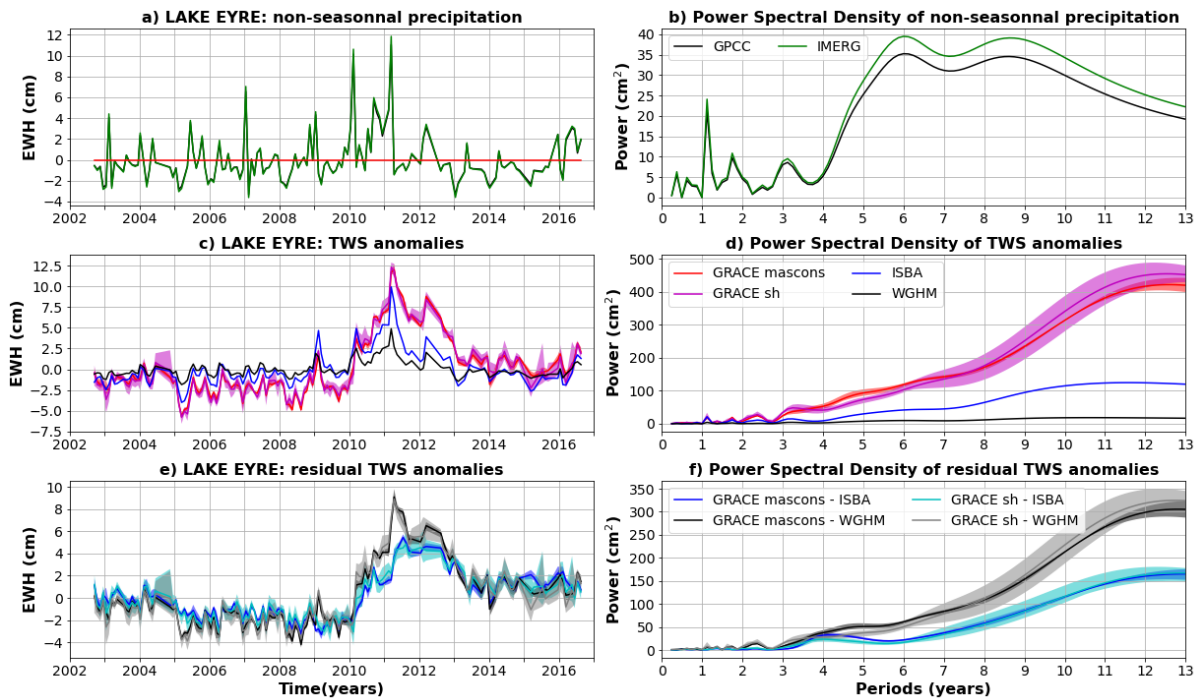 a) LAKE EYRE: non-seasonnal precipitation
EWH (cm)
12
10
8
6
4
2
0
−2
−4
2002 2004 2006 2008 2010 2012 2014 2016
b) Power Spectral Density of non-seasonnal precipitation
GPCC IMERG
Power (cm²)
40
35
30
25
20
15
10
5
0
0 1 2 3 4 5 6 7 8 9 10 11 12 13
c) LAKE EYRE: TWS anomalies
EWH (cm)
12.5
10.0
7.5
5.0
2.5
0.0
−2.5
−5.0
−7.5
2002 2004 2006 2008 2010 2012 2014 2016
d) Power Spectral Density of TWS anomalies
GRACE mascons ISBA
GRACE sh WGHM
Power (cm²)
500
400
300
200
100
0
0 1 2 3 4 5 6 7 8 9 10 11 12 13
e) LAKE EYRE: residual TWS anomalies
EWH (cm)
10
8
6
4
2
0
−2
−4
2002 2004 2006 2008 2010 2012 2014 2016
Time(years)
f) Power Spectral Density of residual TWS anomalies
GRACE mascons - ISBA GRACE sh - ISBA
GRACE mascons - WGHM GRACE sh - WGHM
Power (cm²)
350
300
250
200
150
100
50
0
0 1 2 3 4 5 6 7 8 9 10 11 12 13
Periods (years)